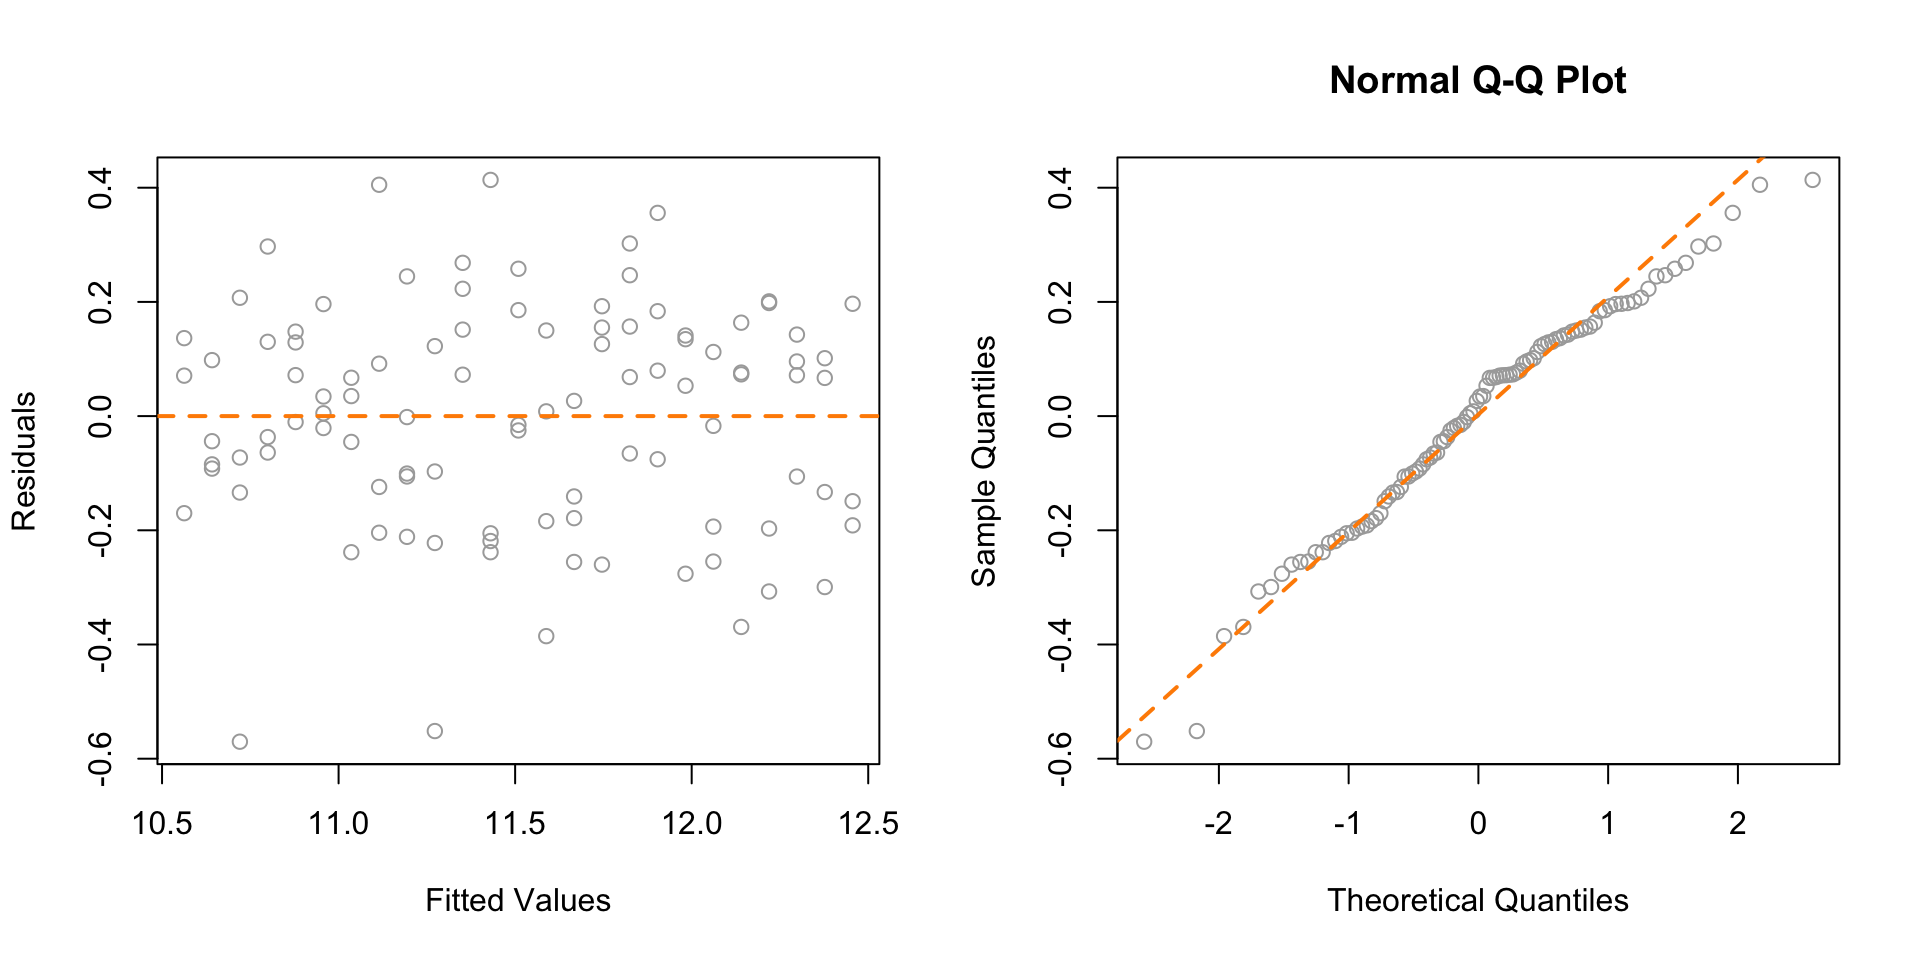 Residuals
0.4
0.2
0.0
-0.2
-0.4
-0.6
10.5 11.0 11.5 12.0 12.5
Fitted Values
Normal Q-Q Plot
Sample Quantiles
0.4
0.2
0.0
-0.2
-0.4
-0.6
-2 -1 0 1 2
Theoretical Quantiles